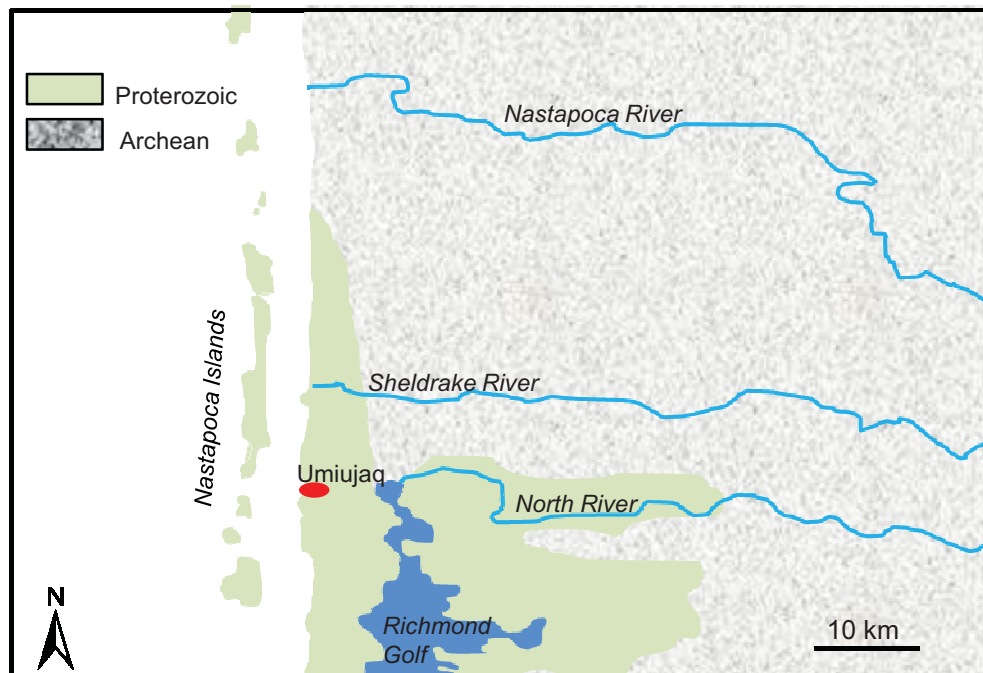 Proterozoic
Archean
Nastapoca River
Nastapoca Islands
Sheldrake River
Umiujaq
North River
Richmond
Golf
N
10 km